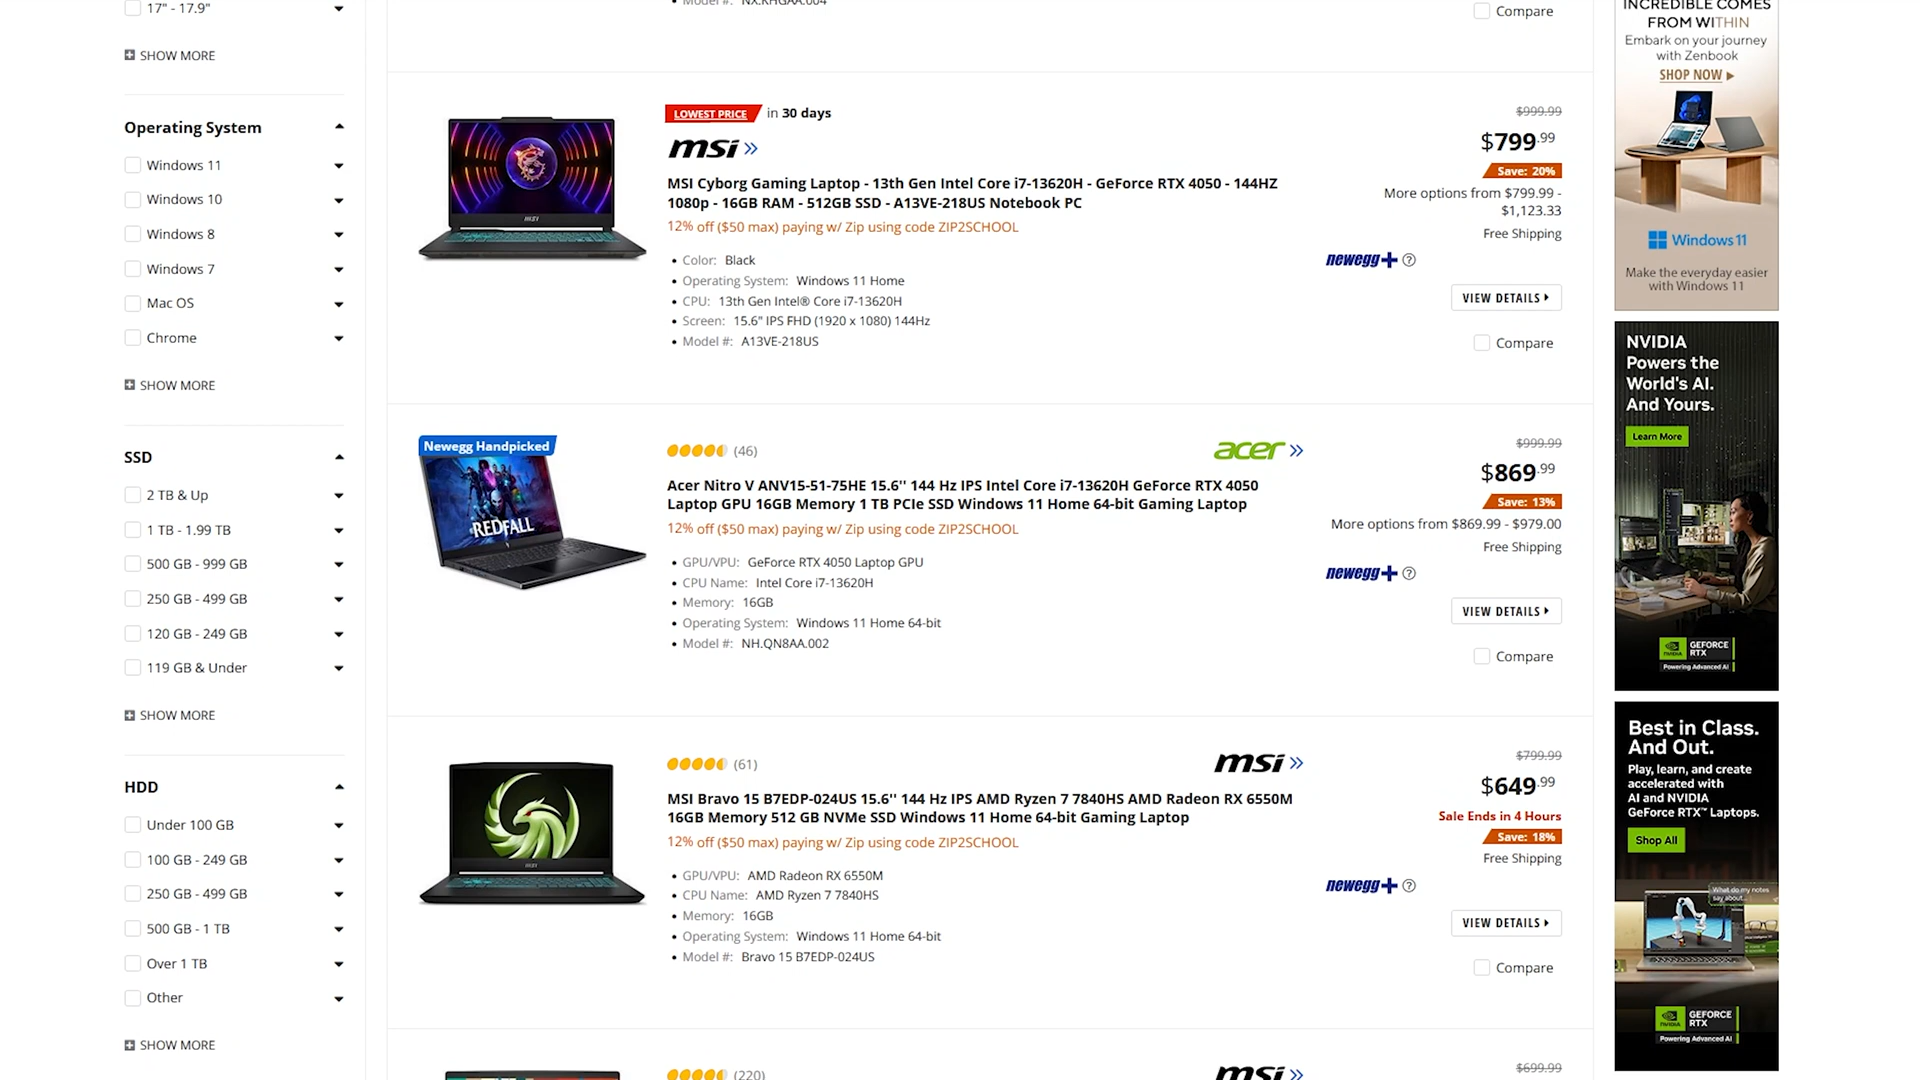 17" - 17.9"
SHOW MORE
Operating System
Windows 11
Windows 10
Windows 8
Windows 7
Mac OS
Chrome
SHOW MORE
SSD
2 TB & Up
1 TB - 1.99 TB
500 GB - 999 GB
250 GB - 499 GB
120 GB - 249 GB
119 GB & Under
SHOW MORE
HDD
Under 100 GB
100 GB - 249 GB
250 GB - 499 GB
500 GB - 1 TB
Over 1 TB
Other
SHOW MORE
Model #: NX.KHGAA.004
Compare
LOWEST PRICE in 30 days
msi
MSI Cyborg Gaming Laptop - 13th Gen Intel Core i7-13620H - GeForce RTX 4050 - 144HZ
1080p - 16GB RAM - 512GB SSD - A13VE-218US Notebook PC
12% off ($50 max) paying w/ Zip using code ZIP2SCHOOL
Color: Black
Operating System: Windows 11 Home
CPU: 13th Gen Intel® Core i7-13620H
Screen: 15.6" IPS FHD (1920 x 1080) 144Hz
Model #: A13VE-218US
$999.99
$799.99
Save: 20%
More options from $799.99 -
$1,123.33
Free Shipping
newegg+ ?
VIEW DETAILS
Compare
Newegg Handpicked
REDFALL
(46)
acer
Acer Nitro V ANV15-51-75HE 15.6'' 144 Hz IPS Intel Core i7-13620H GeForce RTX 4050
Laptop GPU 16GB Memory 1 TB PCIe SSD Windows 11 Home 64-bit Gaming Laptop
12% off ($50 max) paying w/ Zip using code ZIP2SCHOOL
GPU/VPU: GeForce RTX 4050 Laptop GPU
CPU Name: Intel Core i7-13620H
Memory: 16GB
Operating System: Windows 11 Home 64-bit
Model #: NH.QN8AA.002
$999.99
$869.99
Save: 13%
More options from $869.99 - $979.00
Free Shipping
newegg+ ?
VIEW DETAILS
Compare
(61)
msi
MSI Bravo 15 B7EDP-024US 15.6'' 144 Hz IPS AMD Ryzen 7 7840HS AMD Radeon RX 6550M
16GB Memory 512 GB NVMe SSD Windows 11 Home 64-bit Gaming Laptop
12% off ($50 max) paying w/ Zip using code ZIP2SCHOOL
GPU/VPU: AMD Radeon RX 6550M
CPU Name: AMD Ryzen 7 7840HS
Memory: 16GB
Operating System: Windows 11 Home 64-bit
Model #: Bravo 15 B7EDP-024US
$799.99
$649.99
Sale Ends in 4 Hours
Save: 18%
Free Shipping
newegg+ ?
VIEW DETAILS
Compare
(220)
msi
$699.99
INCREDIBLE COMES
FROM WITHIN
Embark on your journey
with Zenbook
SHOP NOW
Windows 11
Make the everyday easier
with Windows 11
NVIDIA
Powers the
World's AI.
And Yours.
Learn More
NVIDIA
GEFORCE
RTX
Powering Advanced AI
Best in Class.
And Out.
Play, learn, and create
accelerated with
AI and NVIDIA
GeForce RTX™ Laptops.
Shop All
What do my notes
say about...
NVIDIA
GEFORCE
RTX
Powering Advanced AI